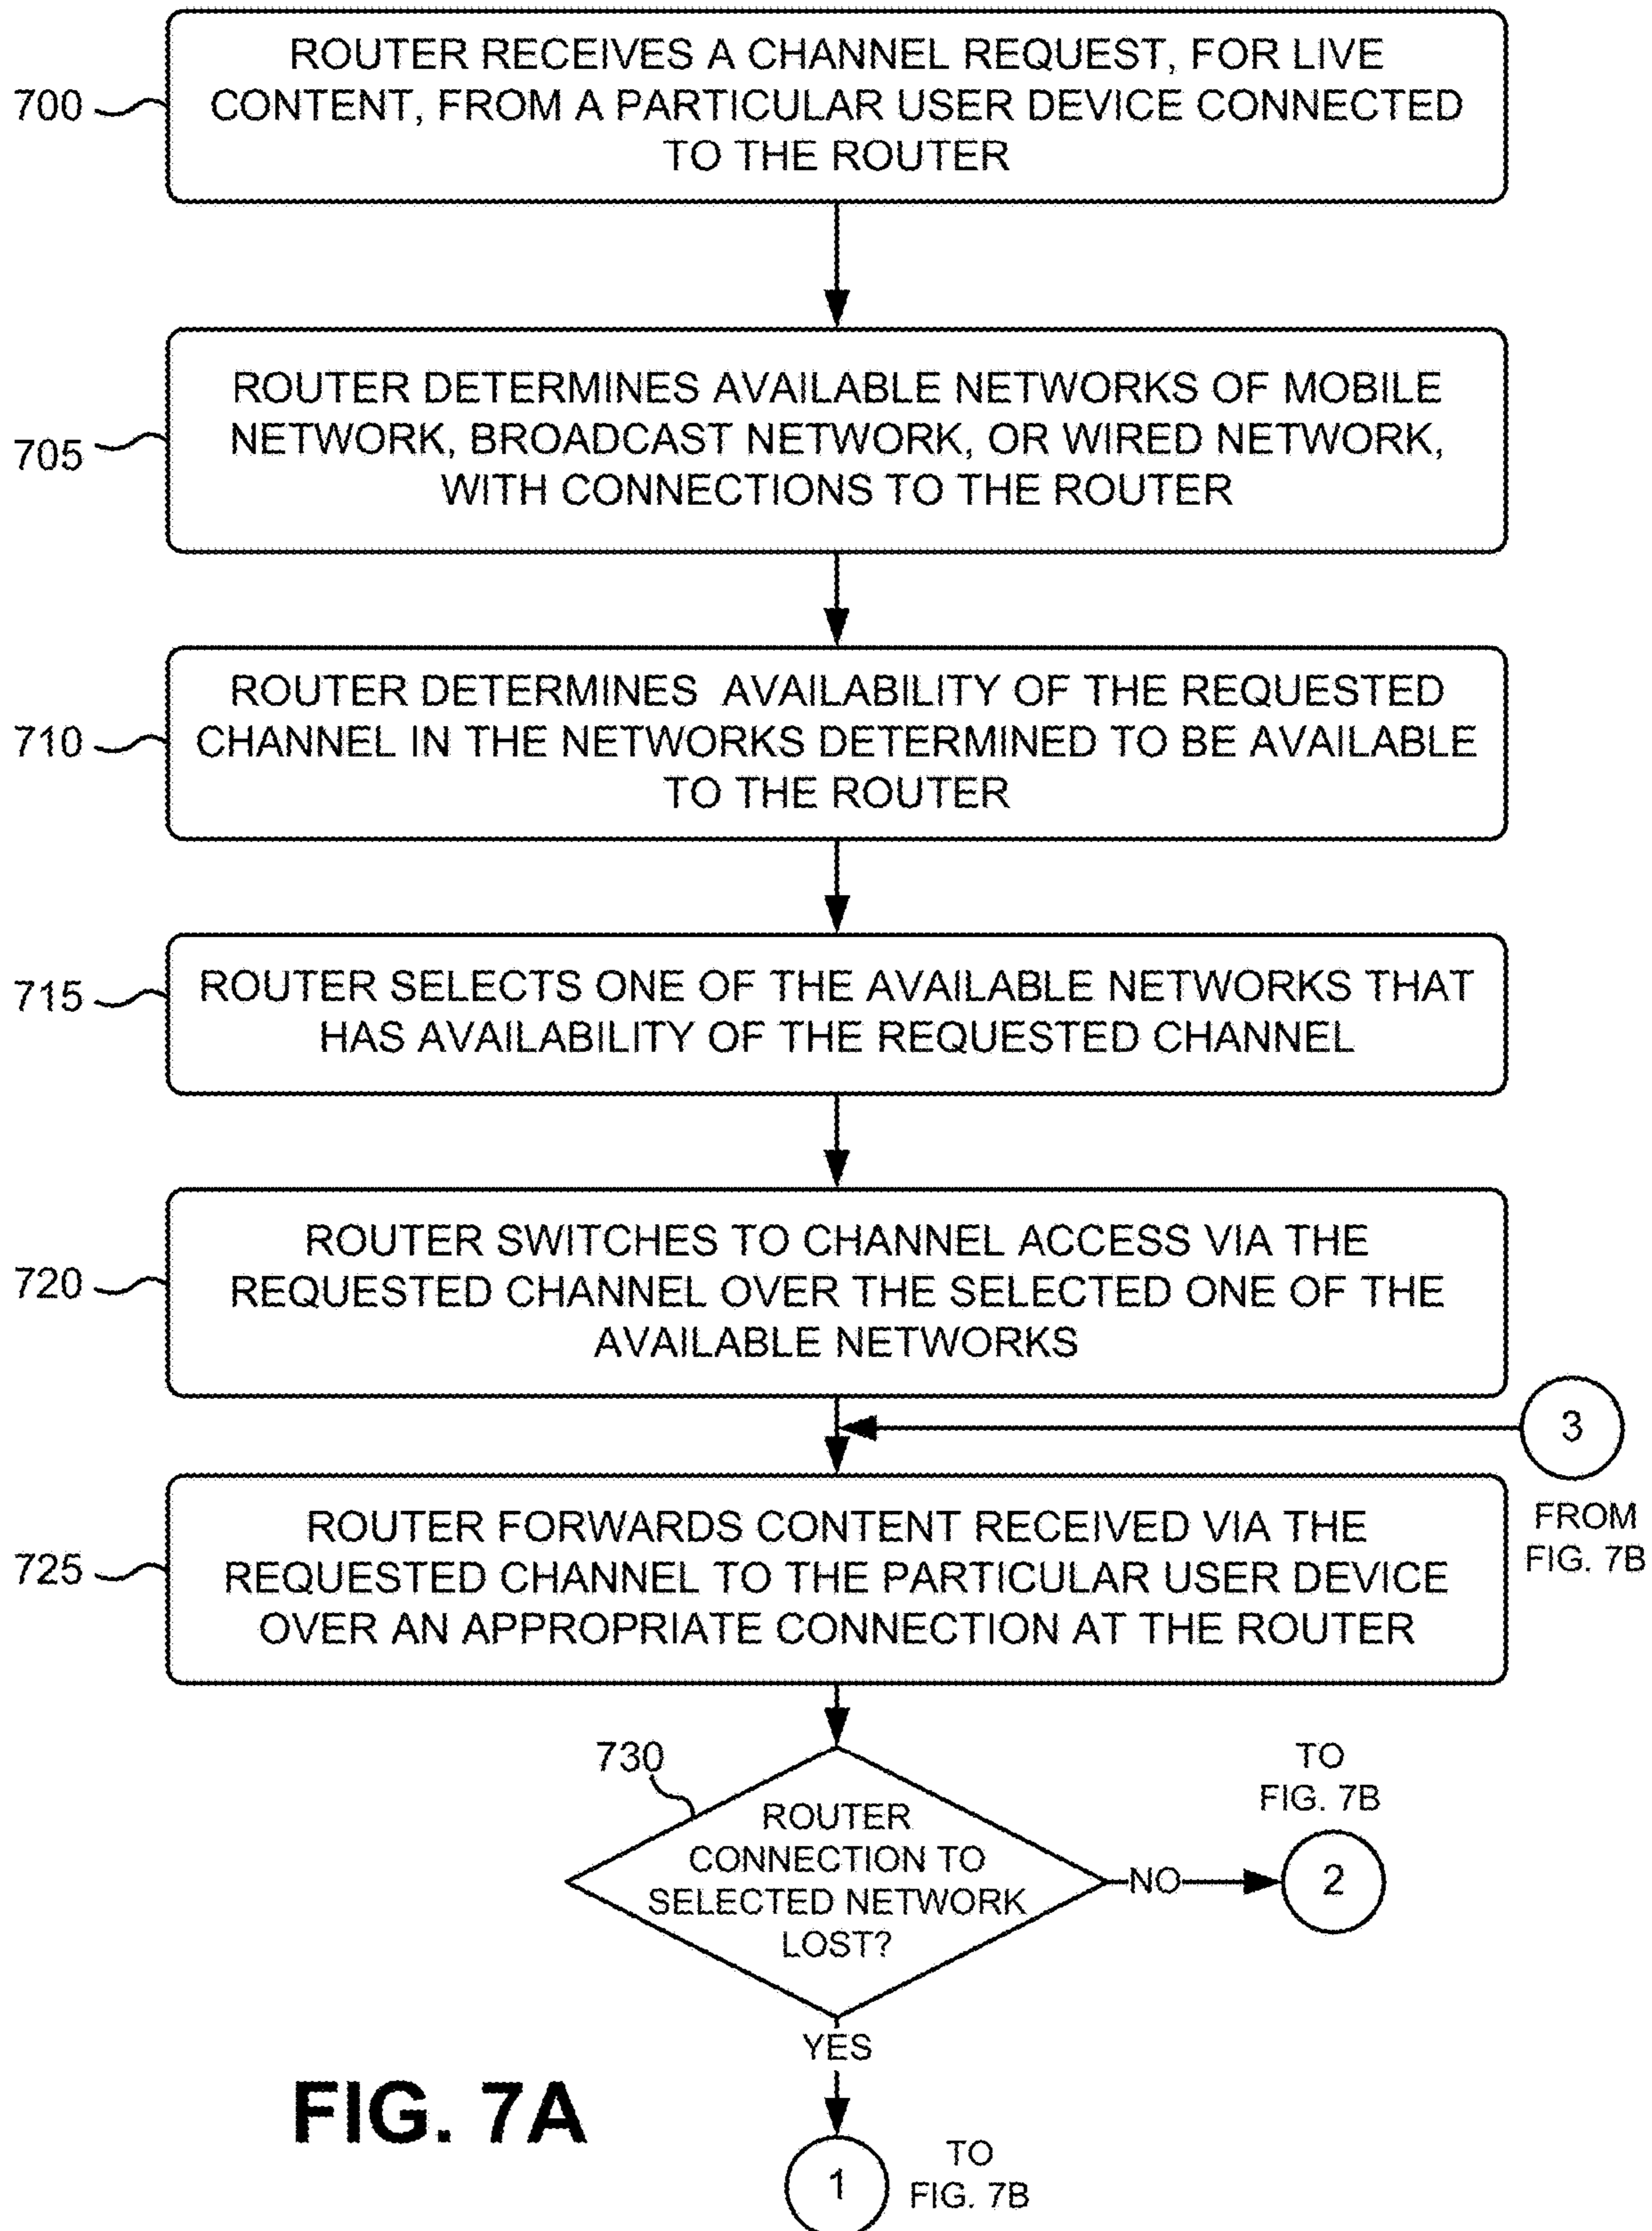 ROUTER RECEIVES A CHANNEL REQUEST, FOR LIVE
700
CONTENT, FROM A PARTICULAR USER DEVICE CONNECTED
TO THE ROUTER
ROUTER DETERMINES AVAILABLE NETWORKS OF MOBILE
705
NETWORK, BROADCAST NETWORK, OR WIRED NETWORK,
WITH CONNECTIONS TO THE ROUTER
ROUTER DETERMINES AVAILABILITY OF THE REQUESTED
710
CHANNEL IN THE NETWORKS DETERMINED TO BE AVAILABLE
TO THE ROUTER
715
ROUTER SELECTS ONE OF THE AVAILABLE NETWORKS THAT
HAS AVAILABILITY OF THE REQUESTED CHANNEL
ROUTER SWITCHES TO CHANNEL ACCESS VIA THE
720
REQUESTED CHANNEL OVER THE SELECTED ONE OF THE
AVAILABLE NETWORKS
3
FROM
FIG. 7B
ROUTER FORWARDS CONTENT RECEIVED VIA THE
725
REQUESTED CHANNEL TO THE PARTICULAR USER DEVICE
OVER AN APPROPRIATE CONNECTION AT THE ROUTER
730
ROUTER
CONNECTION TO
SELECTED NETWORK
LOST?
NO
TO
FIG. 7B
2
YES
1
TO
FIG. 7B
FIG. 7A